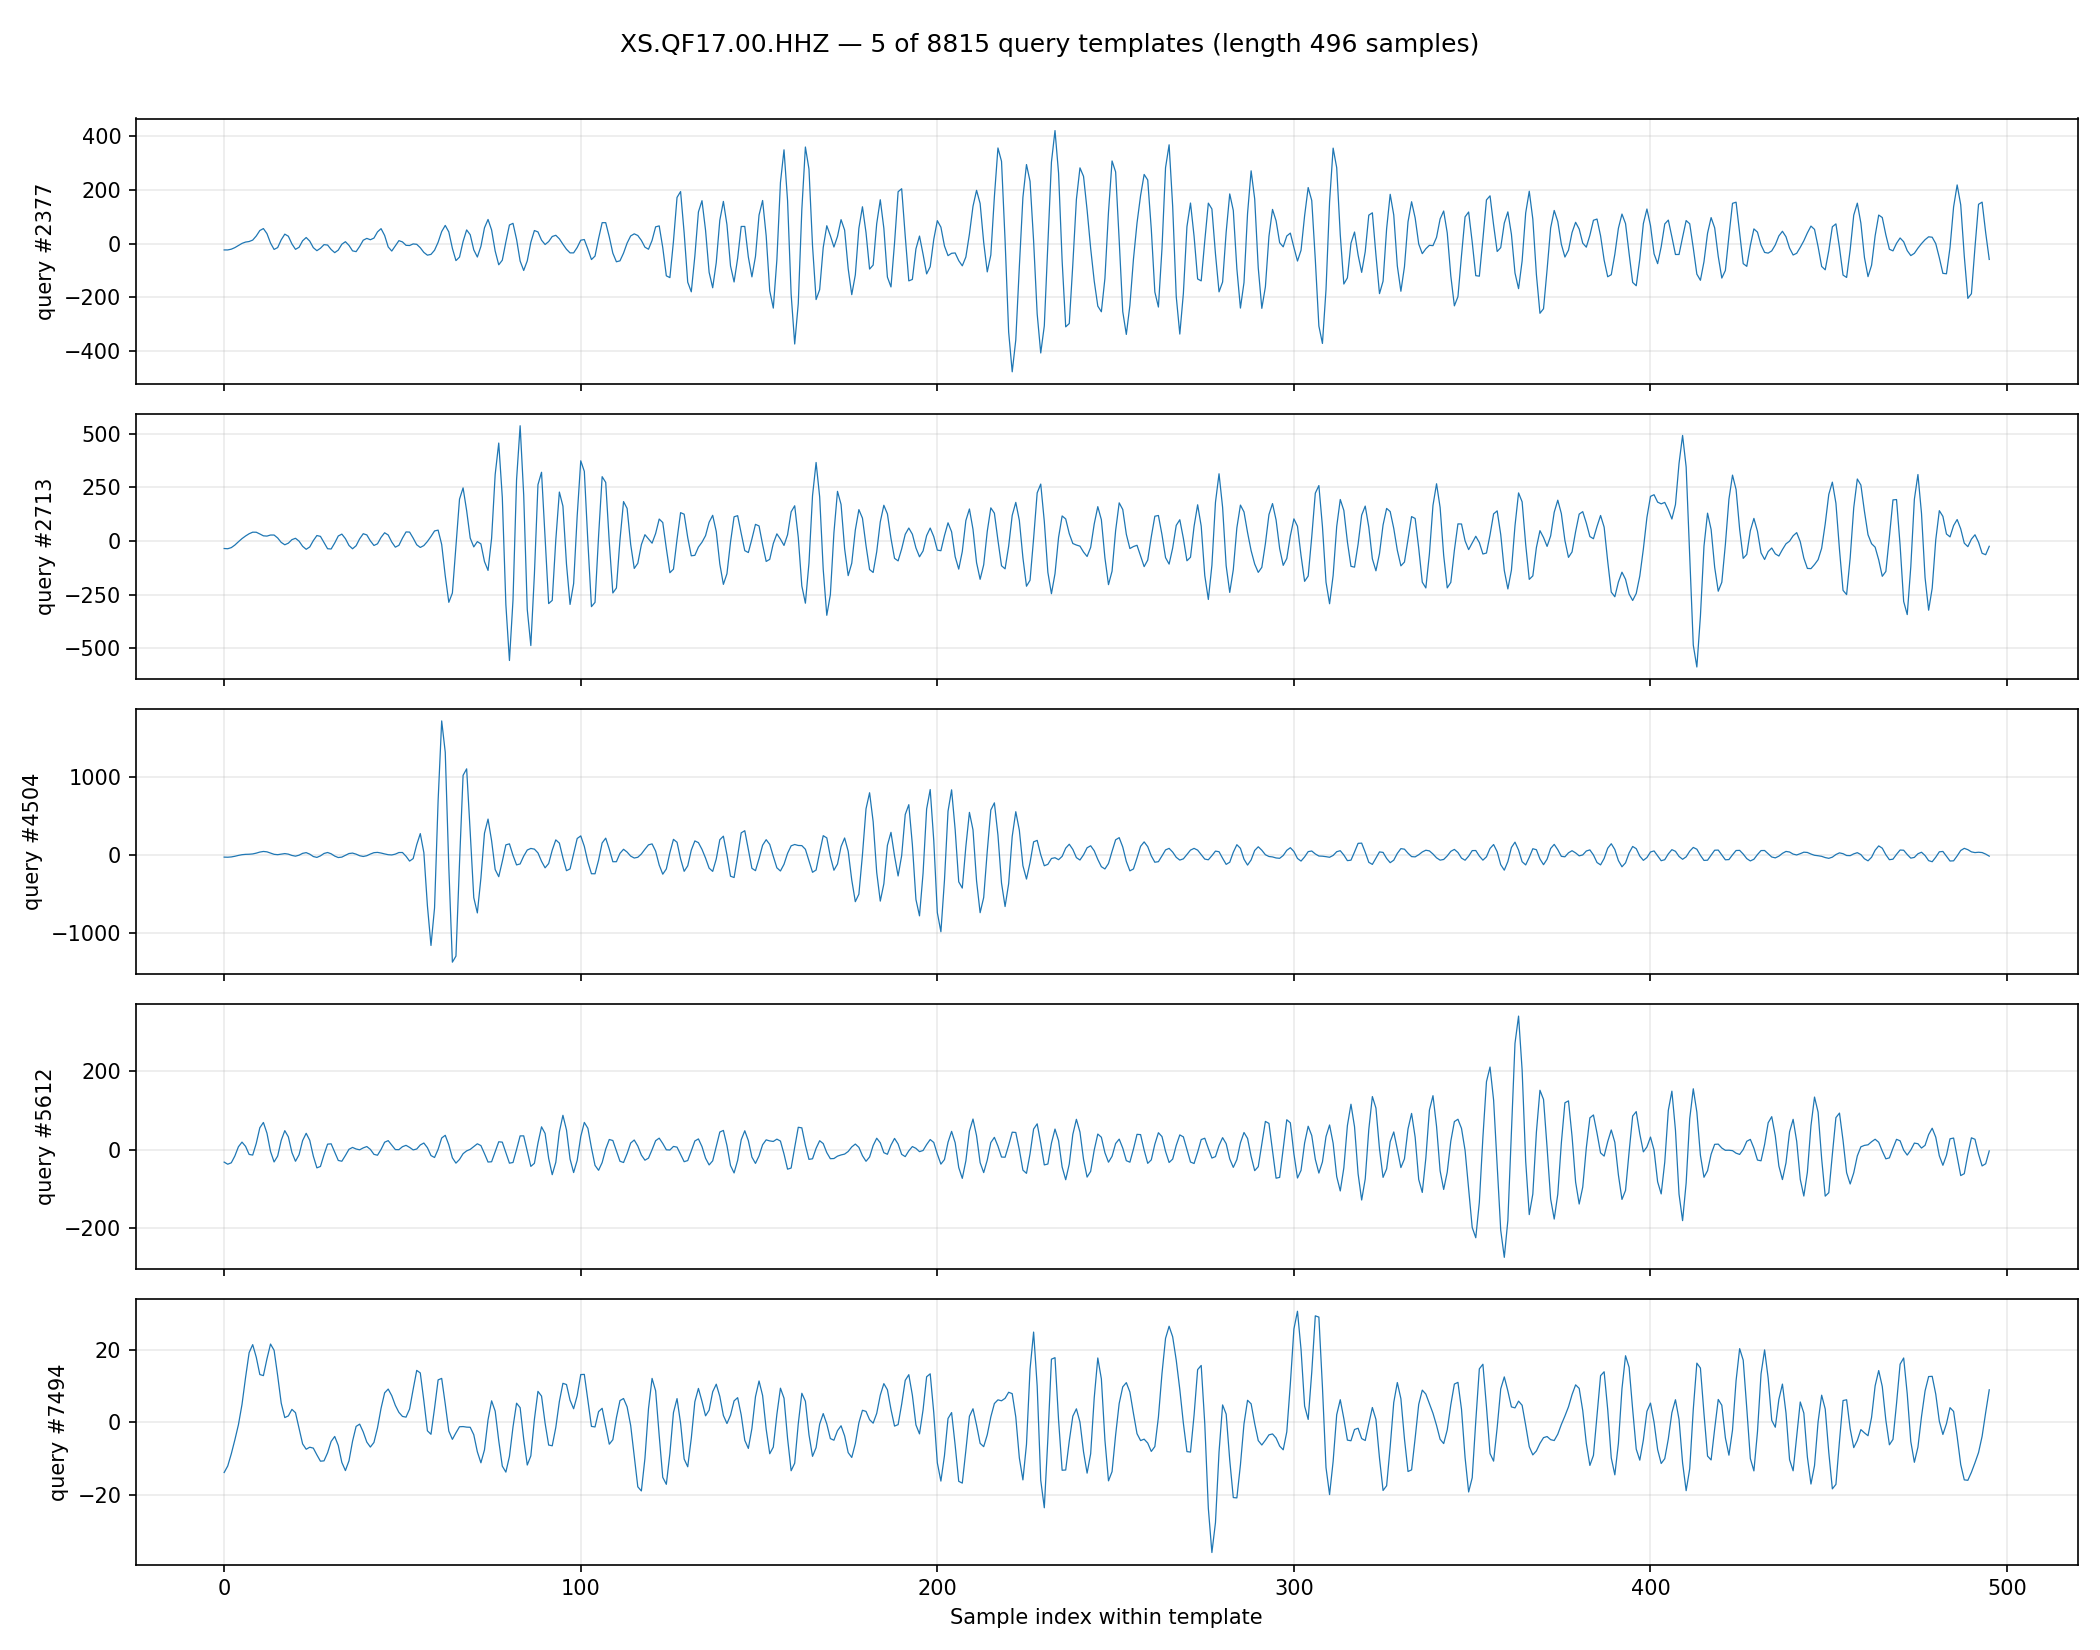 XS.QF17.00.HHZ — 5 of 8815 query templates (length 496 samples)
query #2377
400
200
0
−200
−400
query #2713
500
250
0
−250
−500
query #4504
1000
0
−1000
query #5612
200
0
−200
query #7494
20
0
−20
0 100 200 300 400 500
Sample index within template